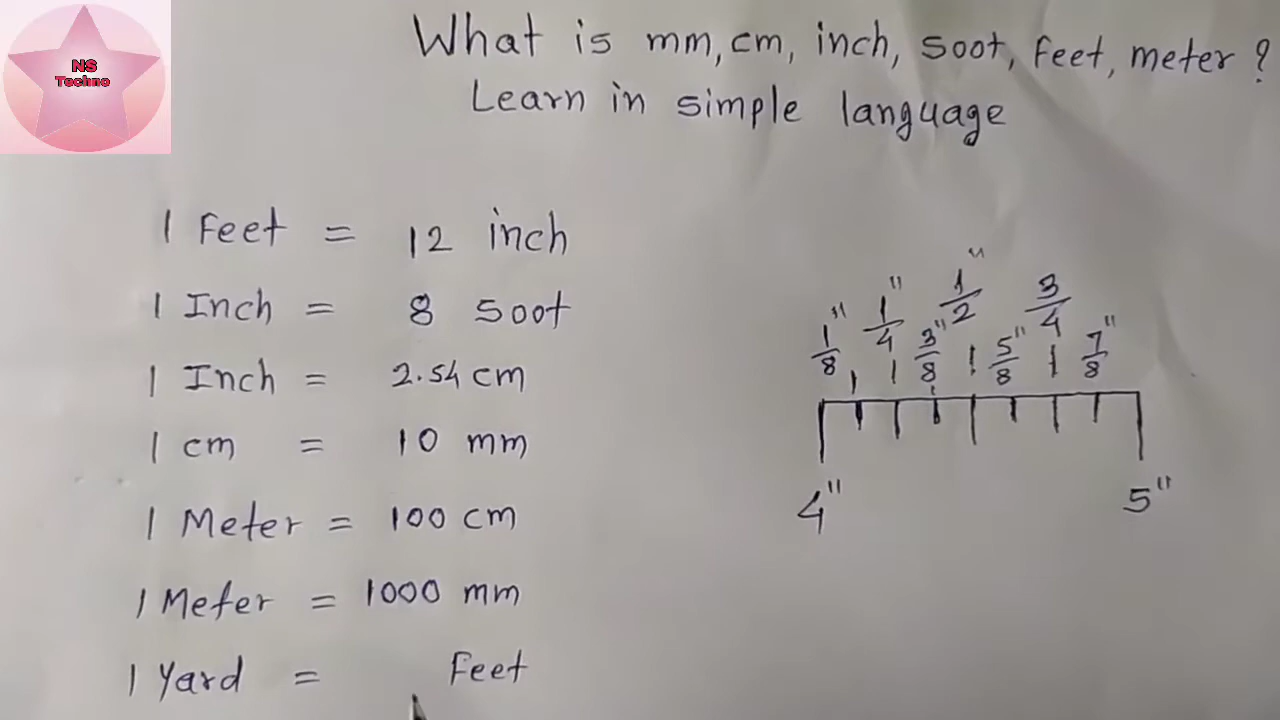 NS
Techno
What is mm, cm, inch, soot, feet, meter ?
Learn in simple language
1 Feet = 12 inch
1 Inch = 8 Soot
1 Inch = 2.54 cm
1 cm = 10 mm
1 Meter = 100 cm
1 Meter = 1000 mm
1 Yard = Feet
1/8" 1/4" 3/8" 1/2" 5/8" 3/4" 7/8"
4" 5"